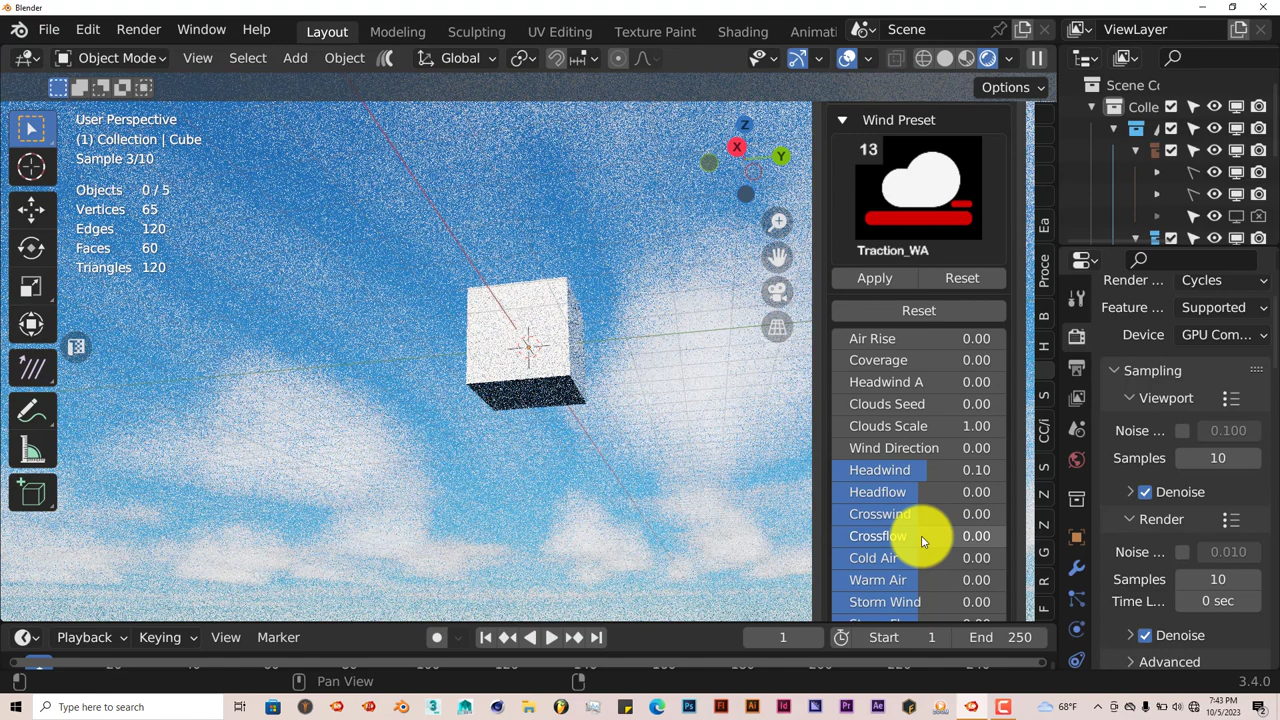 Blender
File Edit Render Window Help Layout Modeling Sculpting UV Editing Texture Paint Shading Animati Scene ViewLayer
Object Mode View Select Add Object Global
Options
User Perspective
(1) Collection | Cube
Sample 3/10
Objects 0 / 5
Vertices 65
Edges 120
Faces 60
Triangles 120
Z
X
Y
Wind Preset
13
Traction_WA
Apply Reset
Reset
Air Rise 0.00
Coverage 0.00
Headwind A 0.00
Clouds Seed 0.00
Clouds Scale 1.00
Wind Direction 0.00
Headwind 0.10
Headflow 0.00
Crosswind 0.00
Crossflow 0.00
Cold Air 0.00
Warm Air 0.00
Storm Wind 0.00
Ea
Proce
B
H
S
CC/i
S
Z
Z
G
R
F
Scene Cc
Colle
Render ... Cycles
Feature ... Supported
Device GPU Com...
Sampling
Viewport
Noise ... 0.100
Samples 10
Denoise
Render
Noise ... 0.010
Samples 10
Time L... 0 sec
Denoise
Advanced
Playback Keying View Marker 1 Start 1 End 250
Pan View
3.4.0
Type here to search
68°F
7:43 PM
10/5/2023